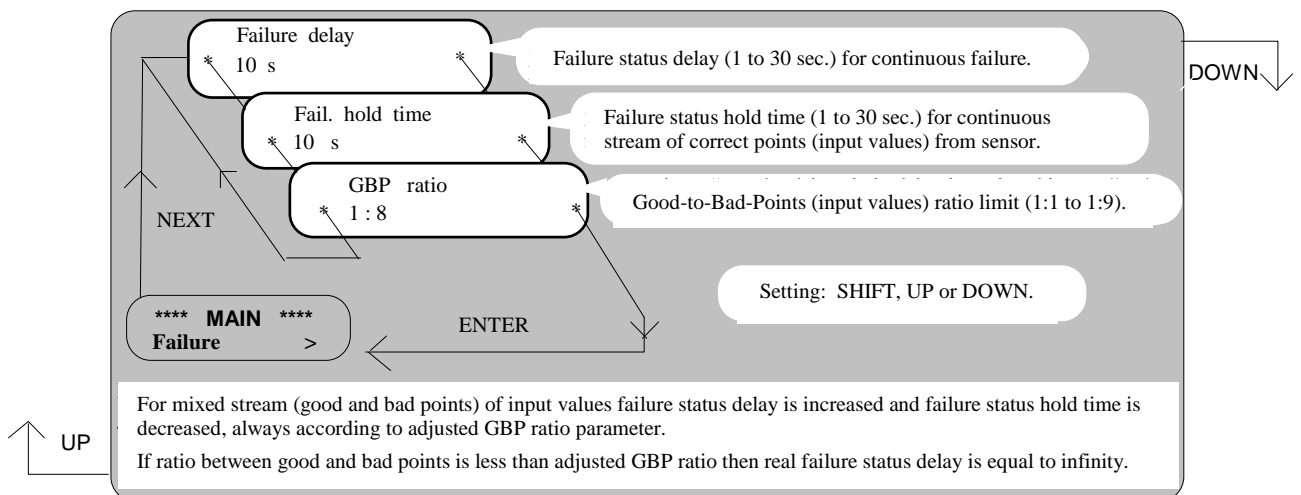 Failure delay
* 10 s *
Failure status delay (1 to 30 sec.) for continuous failure.
DOWN
Fail. hold time
* 10 s *
Failure status hold time (1 to 30 sec.) for continuous
stream of correct points (input values) from sensor.
GBP ratio
* 1 : 8 *
Good-to-Bad-Points (input values) ratio limit (1:1 to 1:9).
NEXT
Setting: SHIFT, UP or DOWN.
**** MAIN ****
Failure >
ENTER
For mixed stream (good and bad points) of input values failure status delay is increased and failure status hold time is
decreased, always according to adjusted GBP ratio parameter.
If ratio between good and bad points is less than adjusted GBP ratio then real failure status delay is equal to infinity.
UP